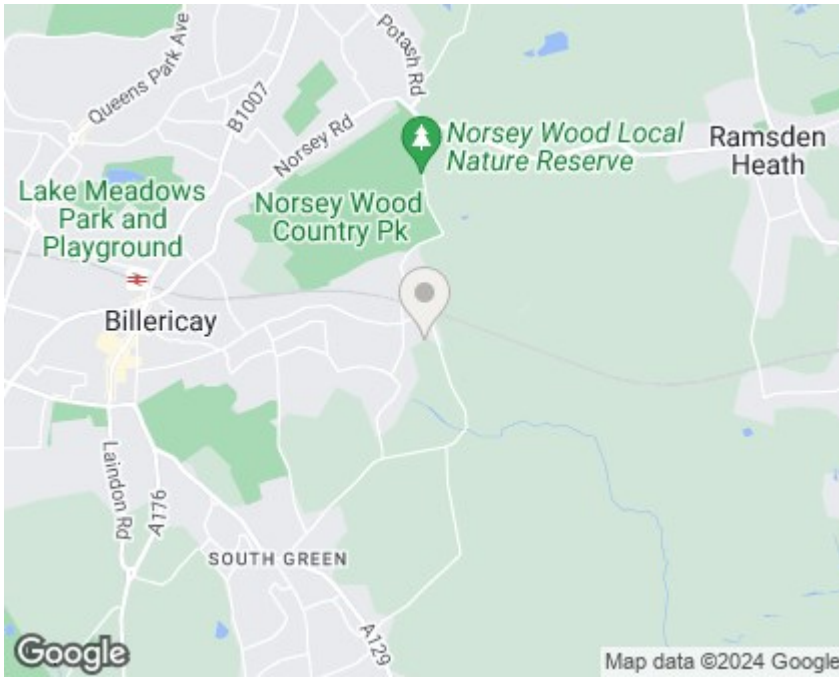 Potash Rd
Queens Park Ave
B1007
Norsey Rd
Norsey Wood Local
Nature Reserve
Ramsden
Heath
Lake Meadows
Park and
Playground
Norsey Wood
Country Pk
Billericay
Laindon Rd
A176
SOUTH GREEN
A129
Google
Map data ©2024 Google